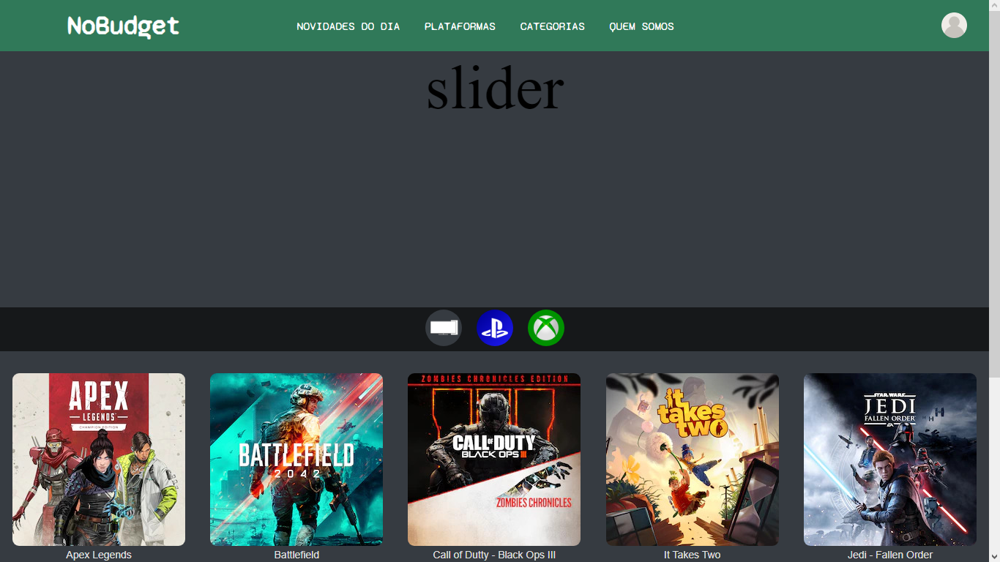 NoBudget
NOVIDADES DO DIA PLATAFORMAS CATEGORIAS QUEM SOMOS
slider
APEX
LEGENDS
CHAMPION EDITION
BATTLEFIELD
2042
ZOMBIES CHRONICLES EDITION
CALL OF DUTY
BLACK OPS III
ZOMBIES CHRONICLES
it
takes
two
STAR WARS
JEDI
FALLEN ORDER
EA
Apex Legends
Battlefield
Call of Dutty - Black Ops III
It Takes Two
Jedi - Fallen Order